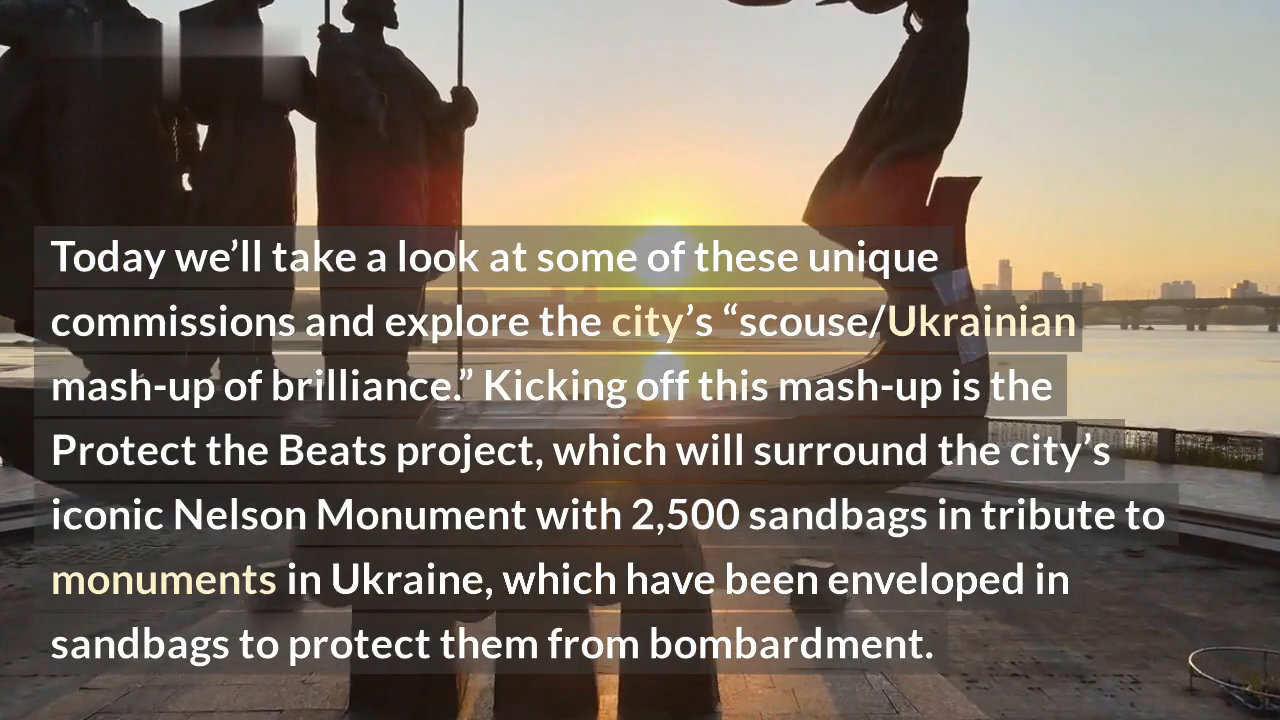 Today we’ll take a look at some of these unique
commissions and explore the city’s “scouse/Ukrainian
mash-up of brilliance.” Kicking off this mash-up is the
Protect the Beats project, which will surround the city’s
iconic Nelson Monument with 2,500 sandbags in tribute to
monuments in Ukraine, which have been enveloped in
sandbags to protect them from bombardment.